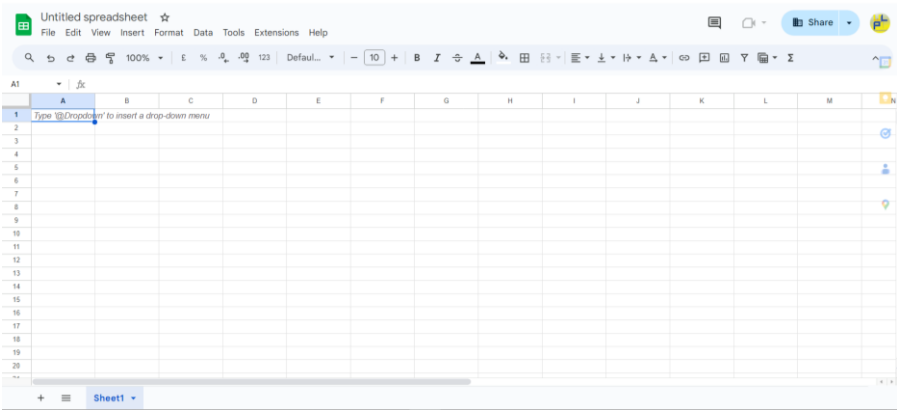 Untitled spreadsheet
File Edit View Insert Format Data Tools Extensions Help
Share
100% £ % .0 .00 123 Defaul... 10 B I A Σ
A1 fx
A B C D E F G H I J K L M N
1 Type '@Dropdown' to insert a drop-down menu
2
3
4
5
6
7
8
9
10
11
12
13
14
15
16
17
18
19
20
Sheet1